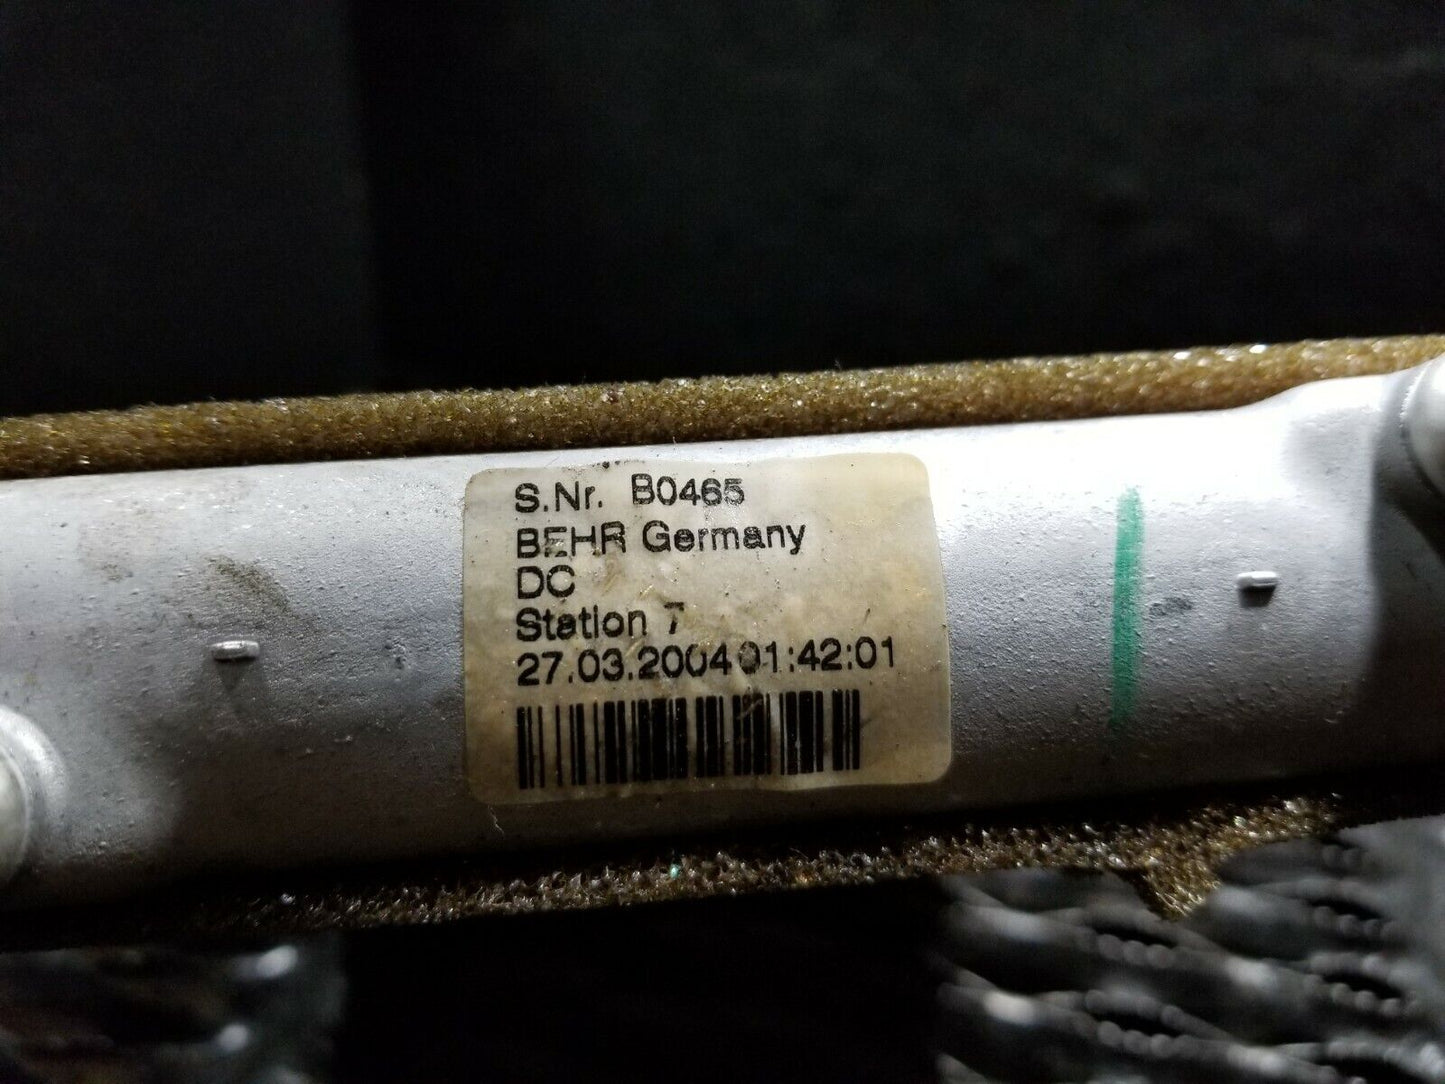 S.Nr. B0465
BEHR Germany
DC
Station 7
27.03.2004 01:42:01